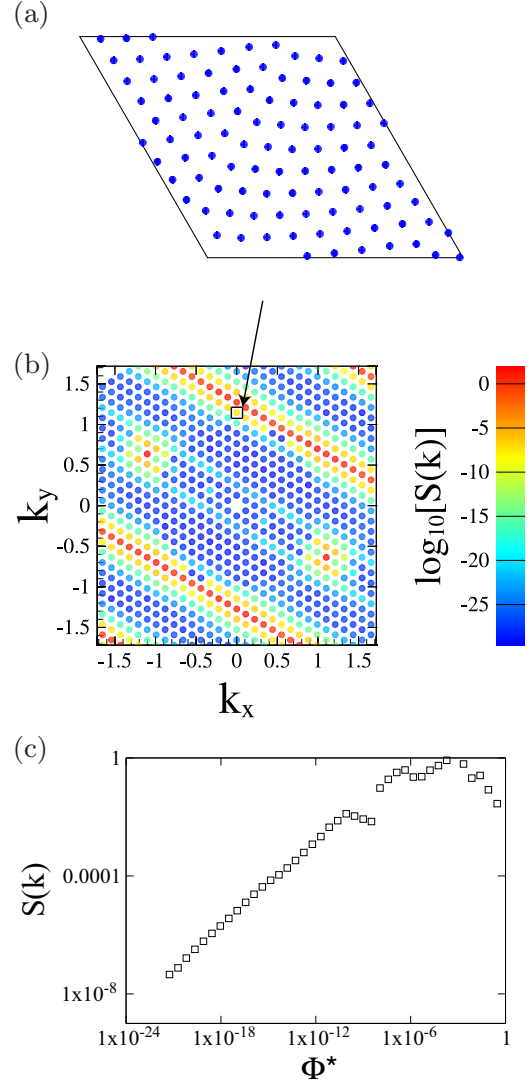 (a)
(b)
1.5
1
0.5
0
-0.5
-1
-1.5
k_y
-1.5 -1 -0.5 0 0.5 1 1.5
k_x
0
-5
-10
-15
-20
-25
log₁₀[S(k)]
(c)
1
0.0001
1x10⁻⁸
S(k)
1x10⁻²⁴ 1x10⁻¹⁸ 1x10⁻¹² 1x10⁻⁶ 1
Φ*